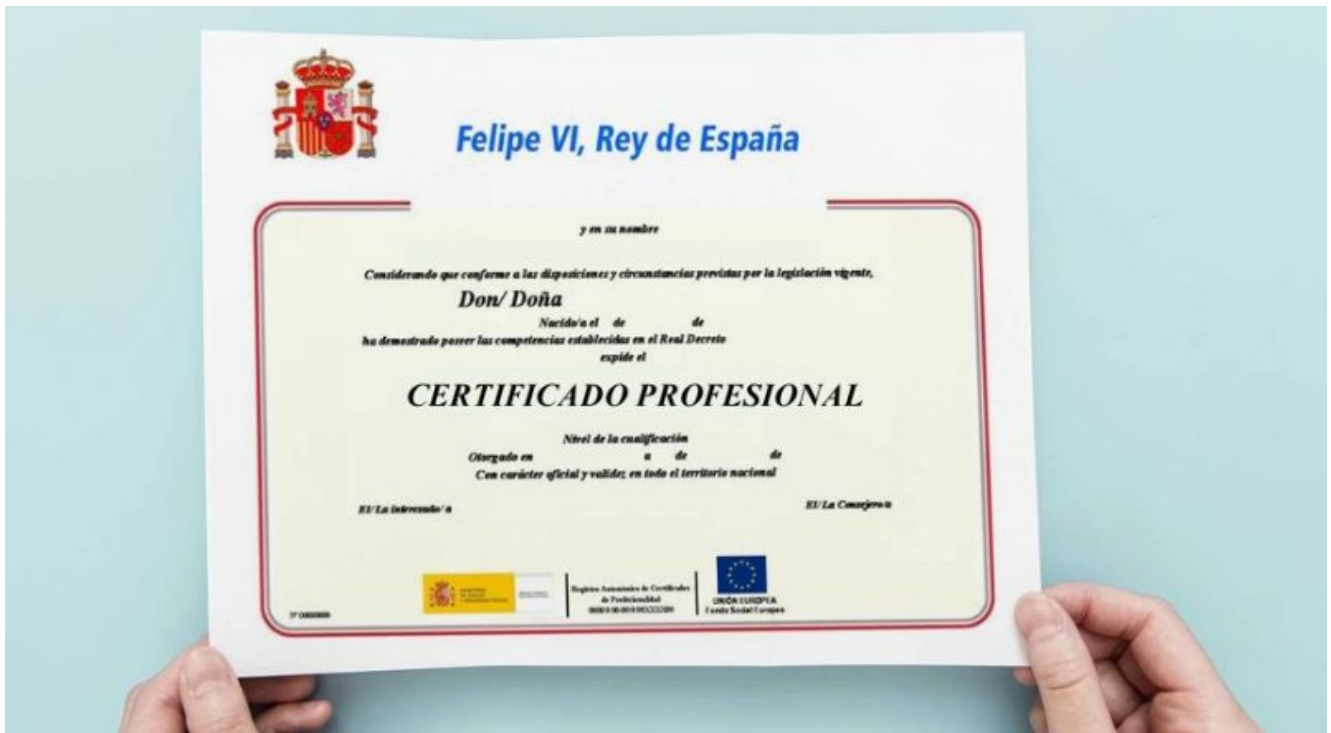 Felipe VI, Rey de España
y en su nombre
Considerando que conforme a las disposiciones y circunstancias previstas por la legislación vigente,
Don/ Doña
Nacido/a el de de
ha demostrado poseer las competencias establecidas en el Real Decreto
expide el
CERTIFICADO PROFESIONAL
Nivel de la cualificación
Otorgado en a de de
Con carácter oficial y validez en todo el territorio nacional
El/ La interesado/ a
El/ La Consejero/a
Registro Autonómico de Certificados
de Profesionalidad
UNIÓN EUROPEA
Fondo Social Europeo
Nº 0000000